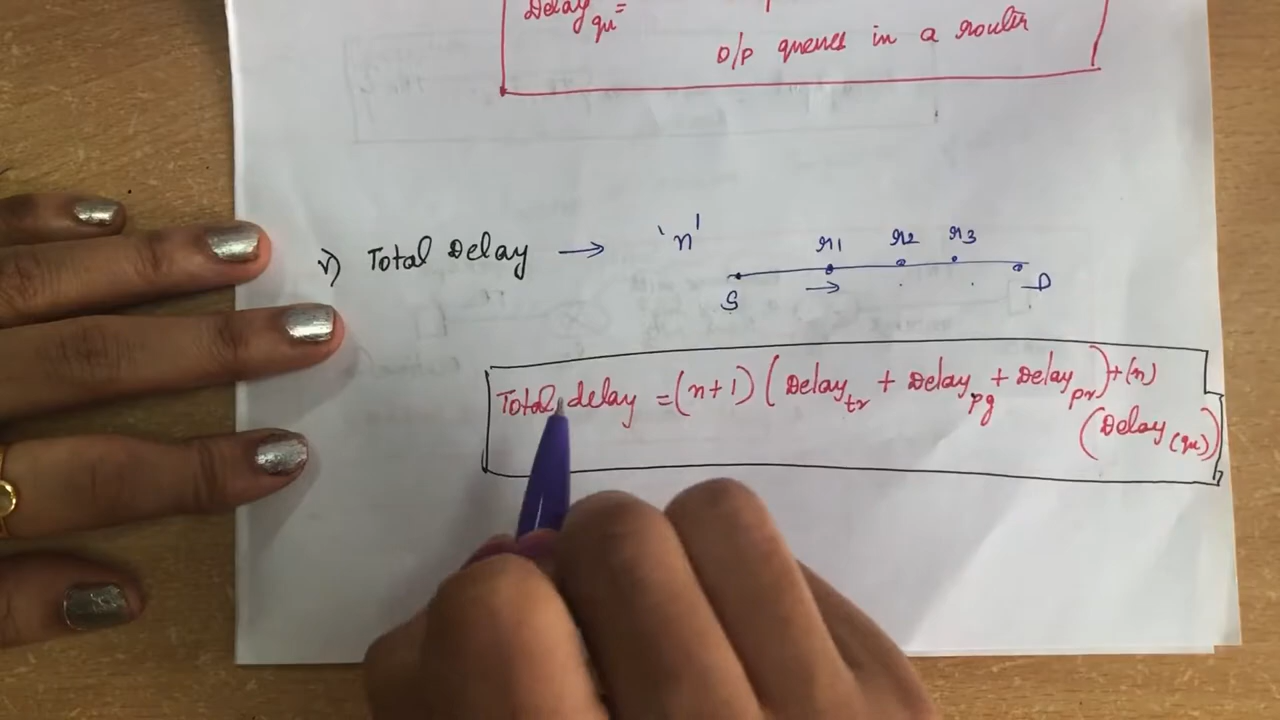 Delay qu =
O/P queues in a router
v) Total Delay → 'n'
r1 r2 r3
S → D
Total delay = (n+1) (Delay tr + Delay pg + Delay pr) + (n)
(Delay (qu))